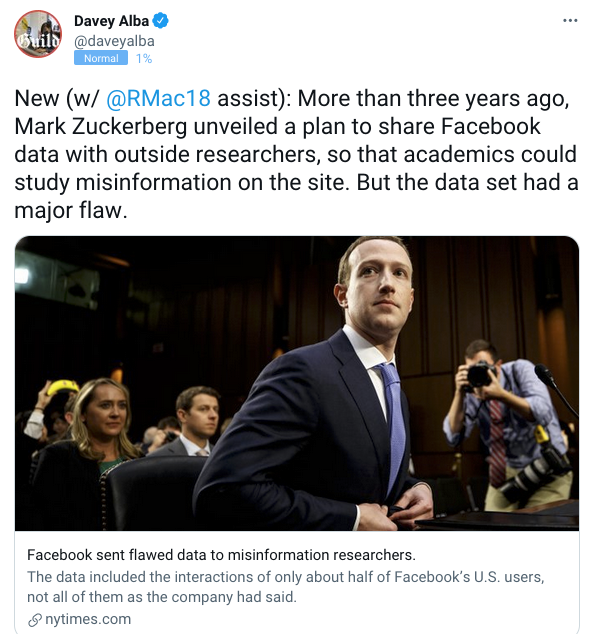 Guild
Davey Alba
@daveyalba
Normal 1%
New (w/ @RMac18 assist): More than three years ago,
Mark Zuckerberg unveiled a plan to share Facebook
data with outside researchers, so that academics could
study misinformation on the site. But the data set had a
major flaw.
Facebook sent flawed data to misinformation researchers.
The data included the interactions of only about half of Facebook’s U.S. users,
not all of them as the company had said.
nytimes.com